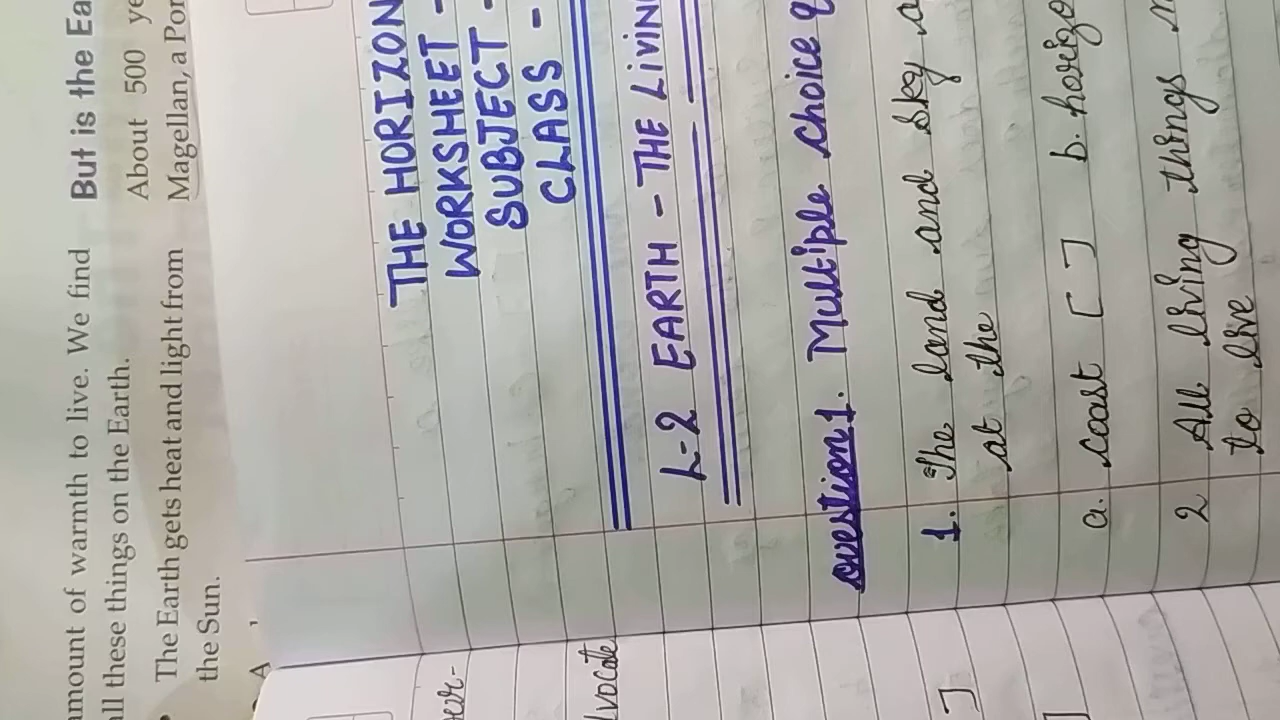 amount of warmth to live. We find
all these things on the Earth.
The Earth gets heat and light from
the Sun.
But is the Ea
About 500 ye
Magellan, a Por
THE HORIZON
WORKSHEET -
SUBJECT -
CLASS -
L-2 EARTH - THE LIVING
Question 1. Multiple choice q
1. The land and sky a
at the
a. coast [ ] b. horizo
2 All living things n
to live